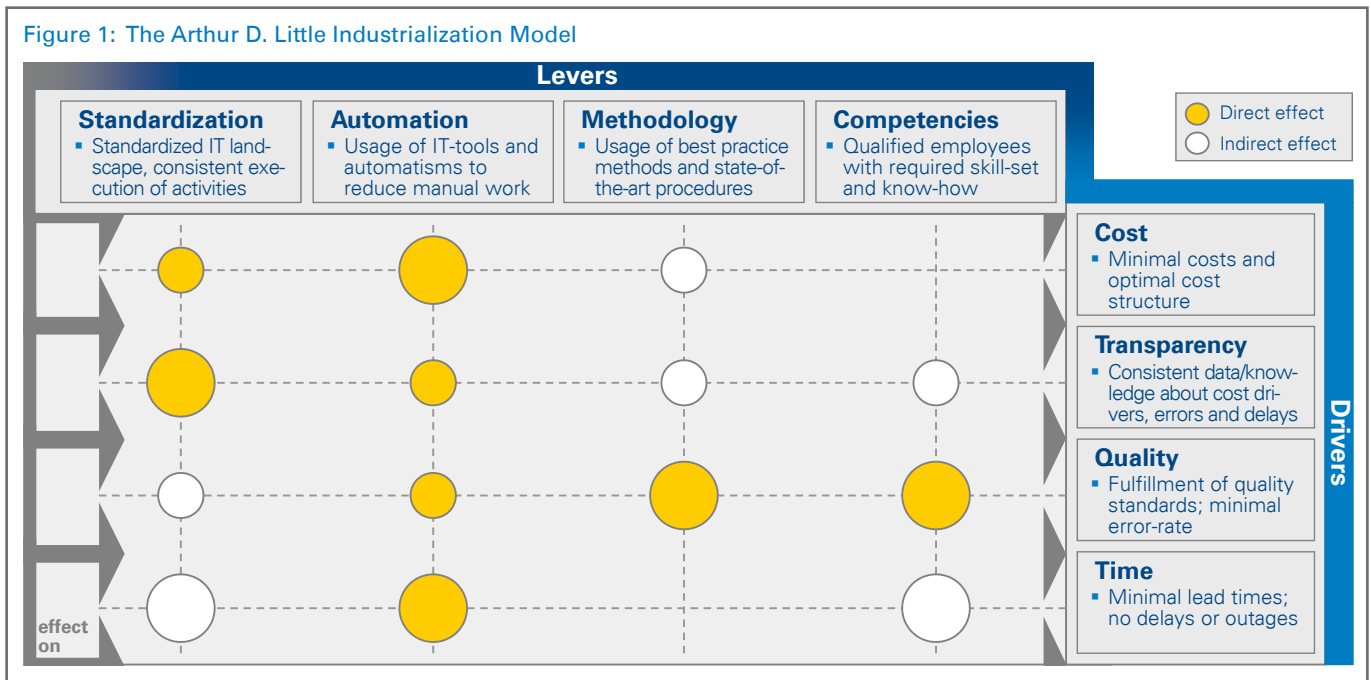 Figure 1: The Arthur D. Little Industrialization Model
Levers
Standardization
▪ Standardized IT land-
scape, consistent exe-
cution of activities
Automation
▪ Usage of IT-tools and
automatisms to
reduce manual work
Methodology
▪ Usage of best practice
methods and state-of-
the-art procedures
Competencies
▪ Qualified employees
with required skill-set
and know-how
Direct effect
Indirect effect
Cost
▪ Minimal costs and
optimal cost
structure
Transparency
▪ Consistent data/know-
ledge about cost dri-
vers, errors and delays
Quality
▪ Fulfillment of quality
standards; minimal
error-rate
Time
▪ Minimal lead times;
no delays or outages
Drivers
effect
on